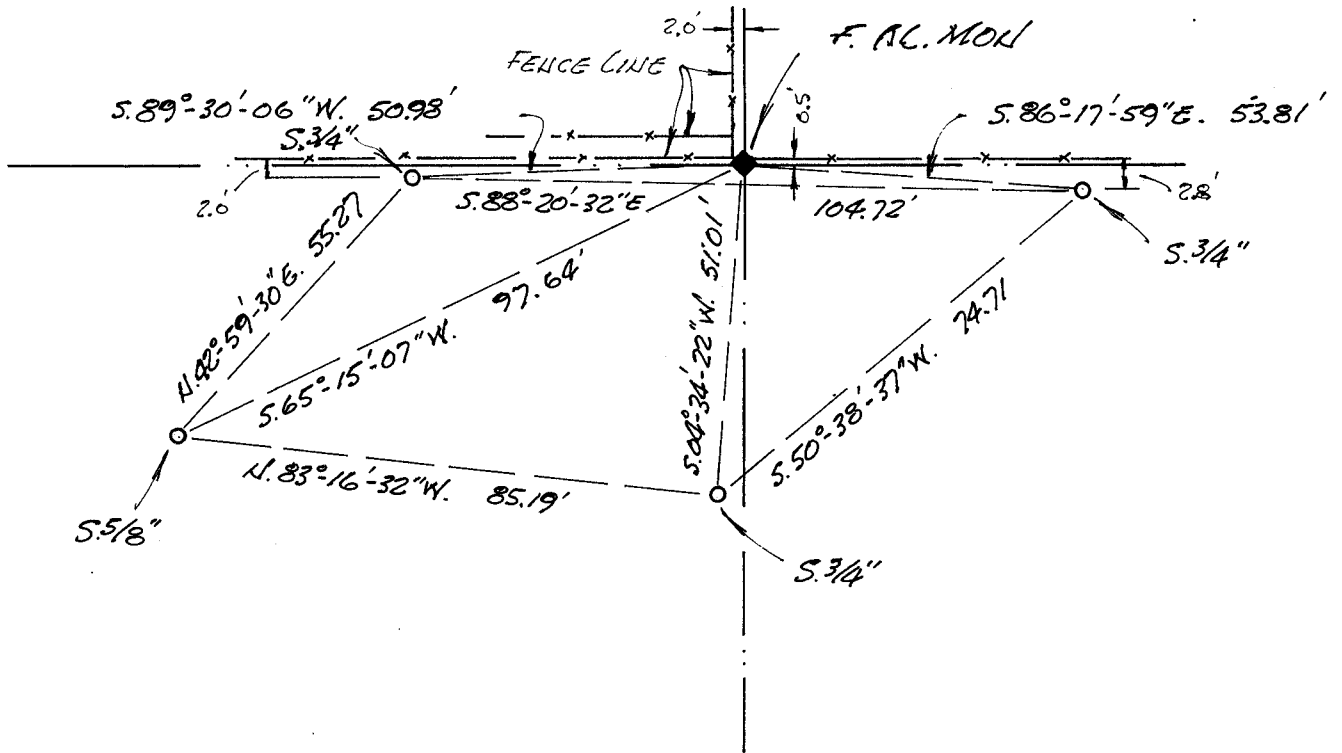 2.0'
F. AL. MON
FENCE LINE
S.89°-30'-06"W. 50.98'
S.3/4"
0.5'
S.86°-17'-59"E. 53.81'
2.0'
S.88°-20'-32"E
104.72'
2.8'
S.3/4"
N.42°-59'-30"E. 55.27
97.64'
S.65°-15'-07"W.
S.04°-34'-22"W. 51.01'
74.71
S.50°-38'-37"W.
N.83°-16'-32"W. 85.19'
S.5/8"
S.3/4"